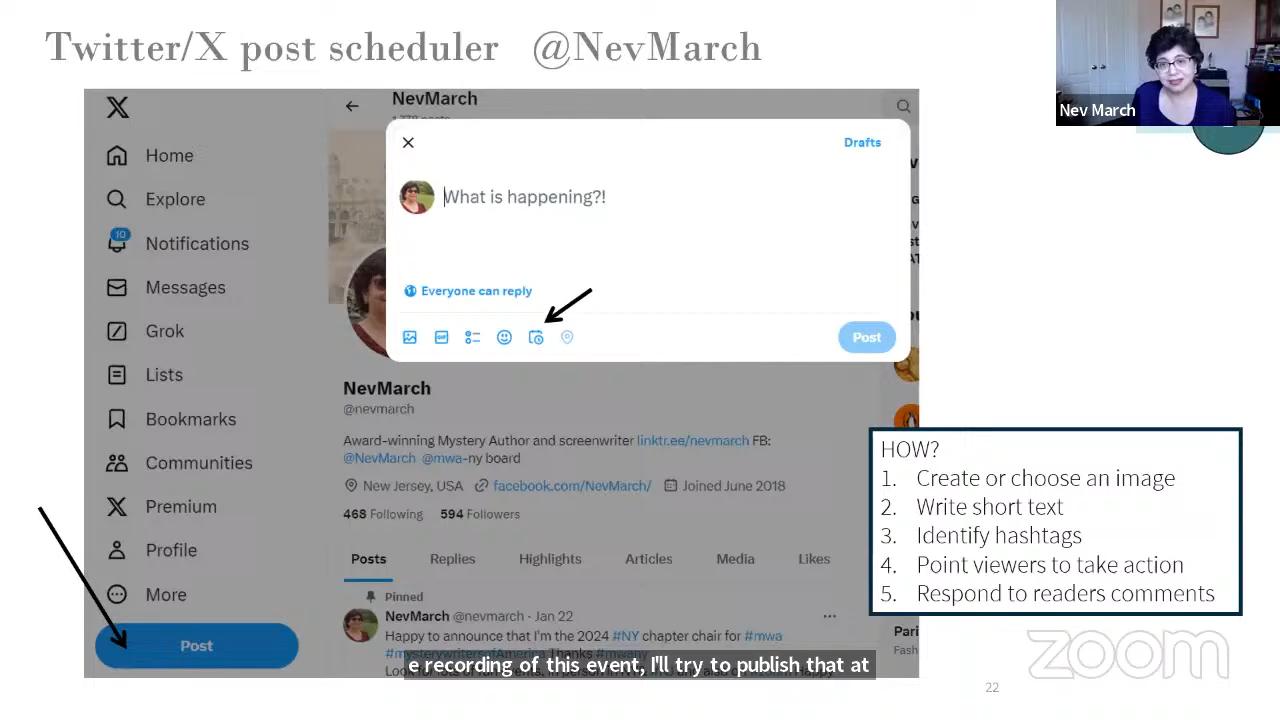 Twitter/X post scheduler @NevMarch
Nev March
NevMarch
Home
Explore
10
Notifications
Messages
Grok
Lists
Bookmarks
Communities
Premium
Profile
More
Post
Drafts
What is happening?!
Everyone can reply
GIF
Post
NevMarch
@nevmarch
Award-winning Mystery Author and screenwriter linktr.ee/nevmarch FB:
@NevMarch @mwa-ny board
New Jersey, USA facebook.com/NevMarch/ Joined June 2018
468 Following 594 Followers
Posts Replies Highlights Articles Media Likes
Pinned
NevMarch @nevmarch · Jan 22
Happy to announce that I'm the 2024 #NY chapter chair for #mwa
#mysterywritersofAmerica Thanks #mwany
e recording of this event, I'll try to publish that at
Pari
Fash
HOW?
1. Create or choose an image
2. Write short text
3. Identify hashtags
4. Point viewers to take action
5. Respond to readers comments
zoom
22